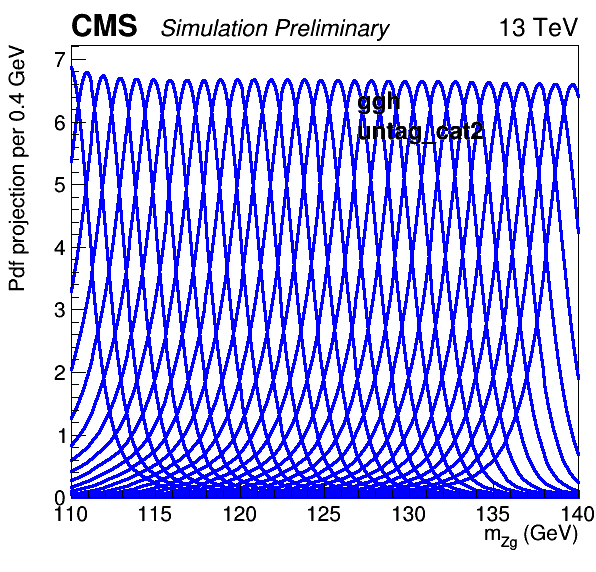 CMS Simulation Preliminary 13 TeV
Pdf projection per 0.4 GeV
7
6
5
4
3
2
1
0
ggh
untag_cat2
110 115 120 125 130 135 140
m_zg (GeV)